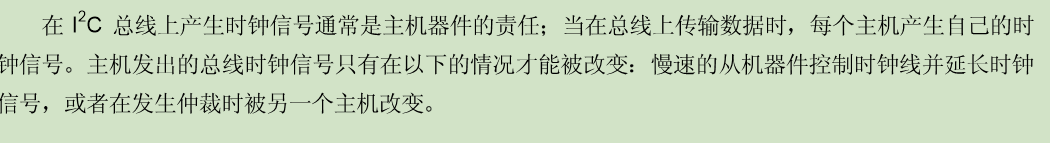 在 I²C 总线上产生时钟信号通常是主机器件的责任；当在总线上传输数据时，每个主机产生自己的时
钟信号。主机发出的总线时钟信号只有在以下的情况才能被改变：慢速的从机器件控制时钟线并延长时钟
信号，或者在发生仲裁时被另一个主机改变。